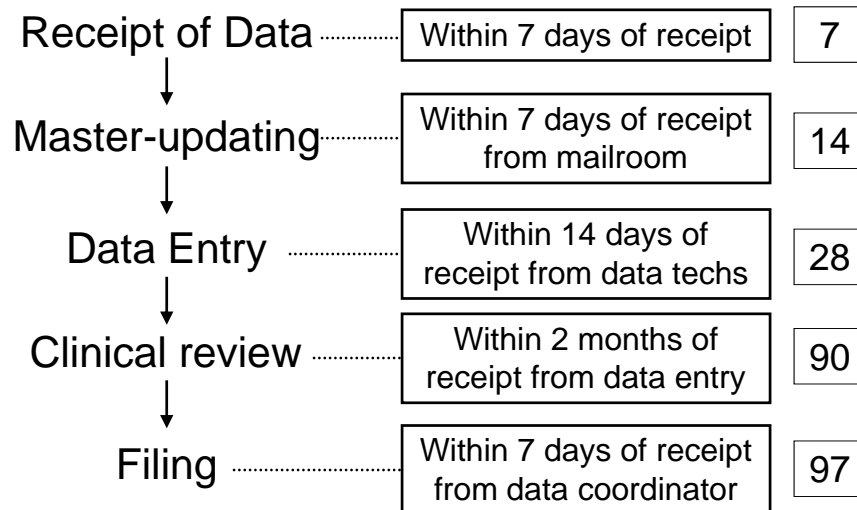 Receipt of Data
Within 7 days of receipt
7
Master-updating
Within 7 days of receipt
from mailroom
14
Data Entry
Within 14 days of
receipt from data techs
28
Clinical review
Within 2 months of
receipt from data entry
90
Filing
Within 7 days of receipt
from data coordinator
97